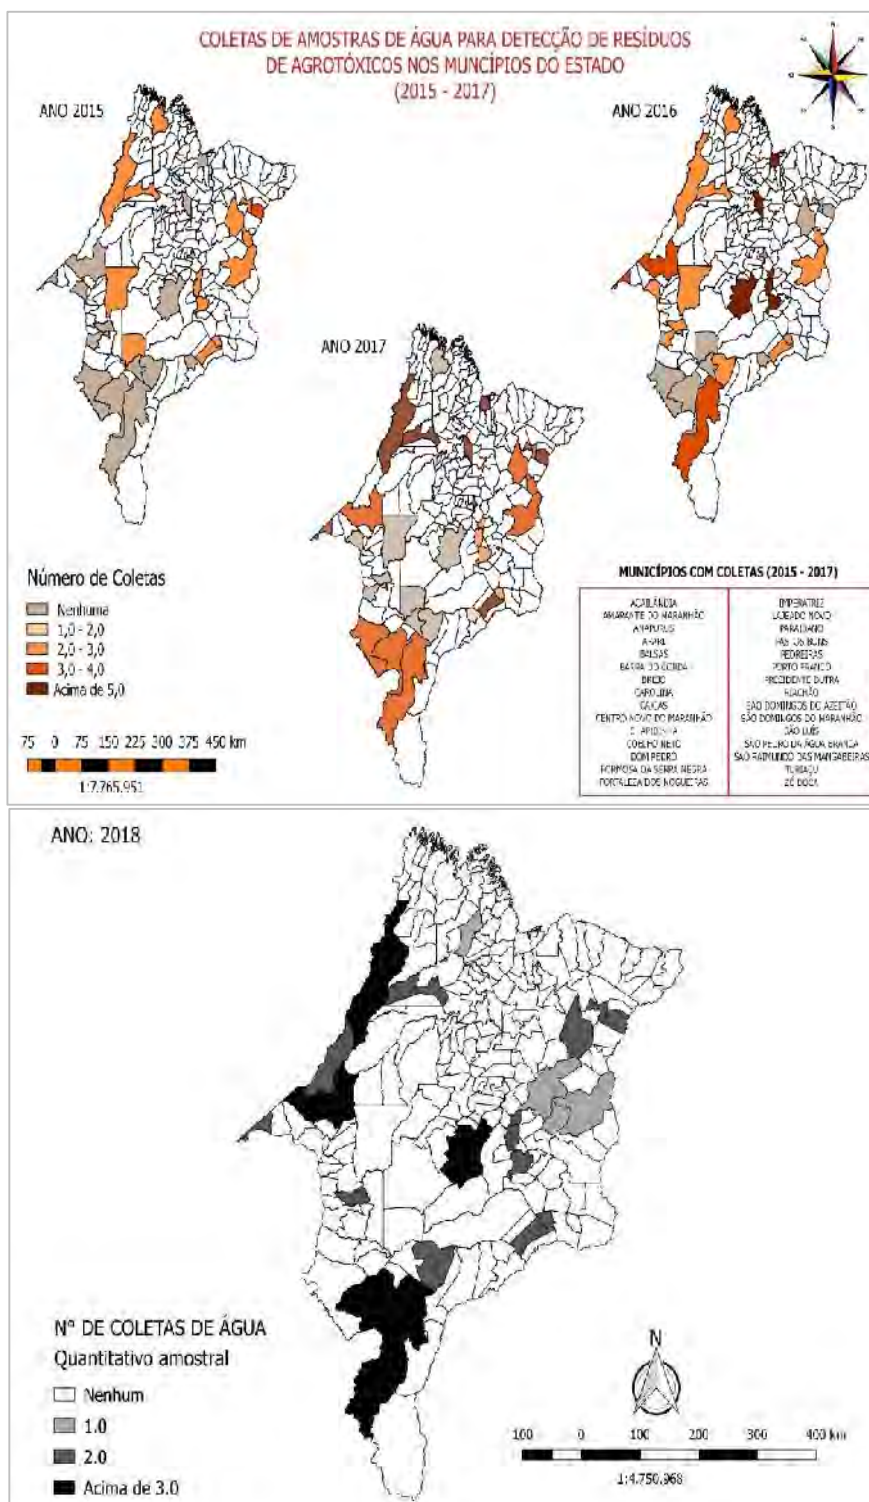 COLETAS DE AMOSTRAS DE ÁGUA PARA DETECÇÃO DE RESÍDUOS
DE AGROTÓXICOS NOS MUNCÍPIOS DO ESTADO
(2015 - 2017)
ANO 2015
ANO 2016
ANO 2017
Número de Coletas
Nenhuma
1,0 - 2,0
2,0 - 3,0
3,0 - 4,0
Acima de 5,0
75 0 75 150 225 300 375 450 km
1:7.765.951
MUNICÍPIOS COM COLETAS (2015 - 2017)
AÇAILÂNDIA
AMARANTE DO MARANHÃO
ANAPURUS
BALSAS
BARRA DO CORDA
BREJO
CAROLINA
CAXIAS
CENTRO NOVO DO MARANHÃO
CHAPADINHA
COELHO NETO
DOM PEDRO
FORMOSA DA SERRA NEGRA
FORTALEZA DOS NOGUEIRAS
IMPERATRIZ
LAJEADO NOVO
PARAIBANO
PASTOS BONS
PEDREIRAS
PORTO FRANCO
PRESIDENTE DUTRA
RIACHÃO
SÃO DOMINGOS DO AZEITÃO
SÃO DOMINGOS DO MARANHÃO
SÃO LUÍS
SÃO PEDRO DA ÁGUA BRANCA
SÃO RAIMUNDO DAS MANGABEIRAS
TURIAÇU
ZÉ DOCA
ANO: 2018
N° DE COLETAS DE ÁGUA
Quantitativo amostral
Nenhum
1.0
2.0
Acima de 3.0
N
100 0 100 200 300 400 km
1:4.750.968